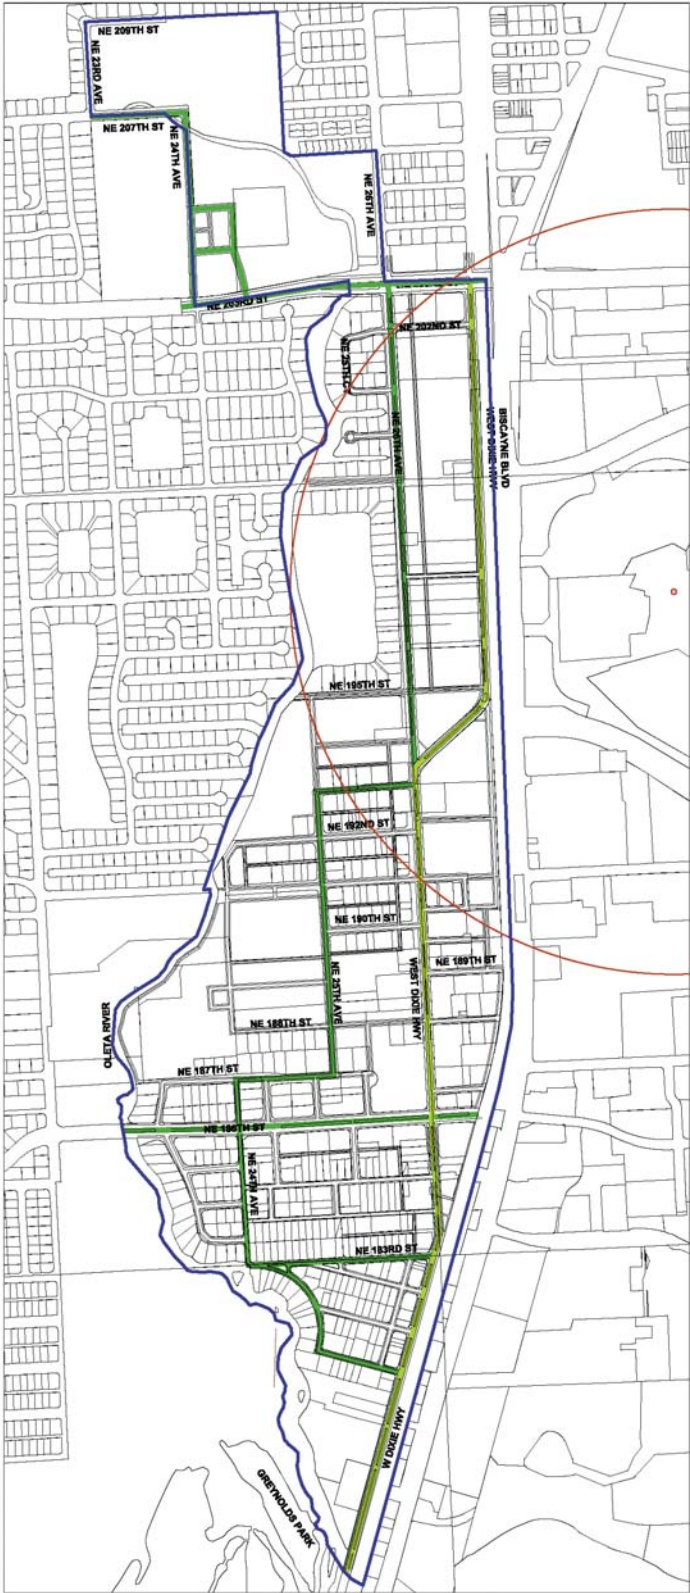 NE 209TH ST
NE 23RD AVE
NE 207TH ST
NE 24TH AVE
NE 26TH AVE
NE 203RD ST
NE 202ND ST
NE 25TH CT
NE 26TH AVE
BISCAYNE BLVD
WEST DIXIE HWY
NE 195TH ST
NE 192ND ST
NE 190TH ST
NE 189TH ST
WEST DIXIE HWY
NE 25TH AVE
NE 188TH ST
OLETA RIVER
NE 187TH ST
NE 186TH ST
NE 24TH AVE
NE 183RD ST
W DIXIE HWY
GREYNOLDS PARK